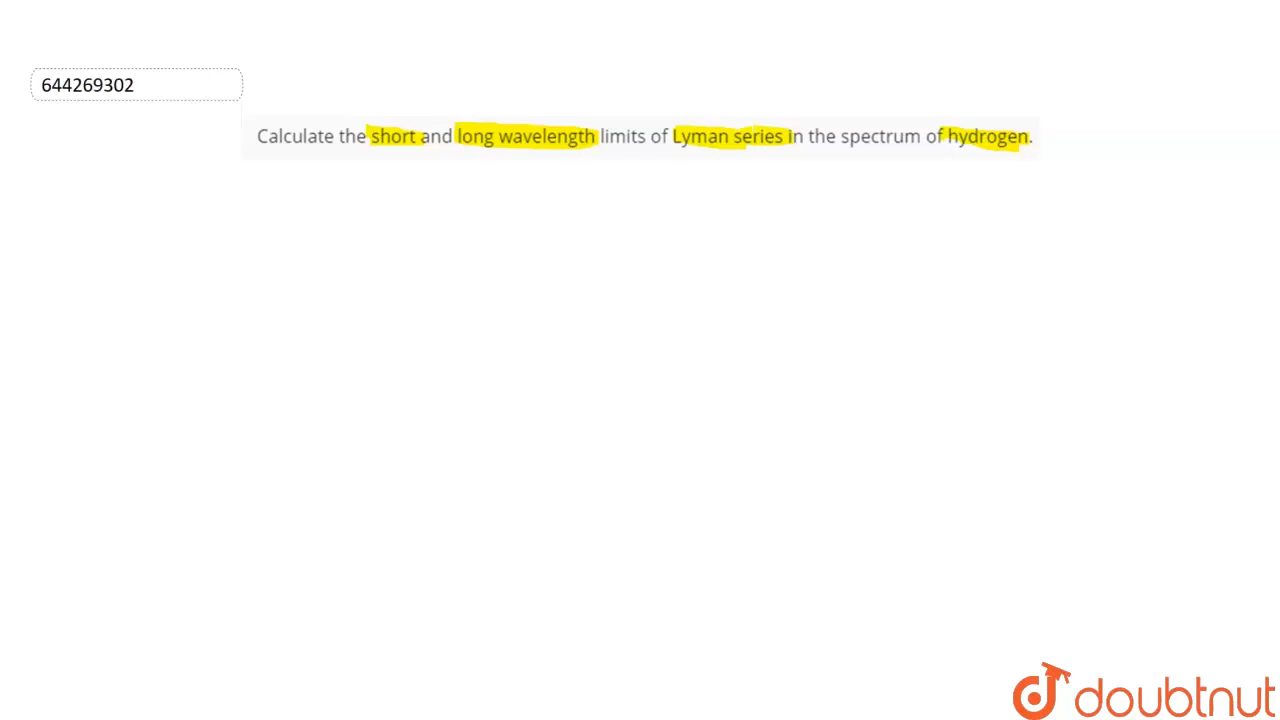 644269302
Calculate the short and long wavelength limits of Lyman series in the spectrum of hydrogen.
doubtnut